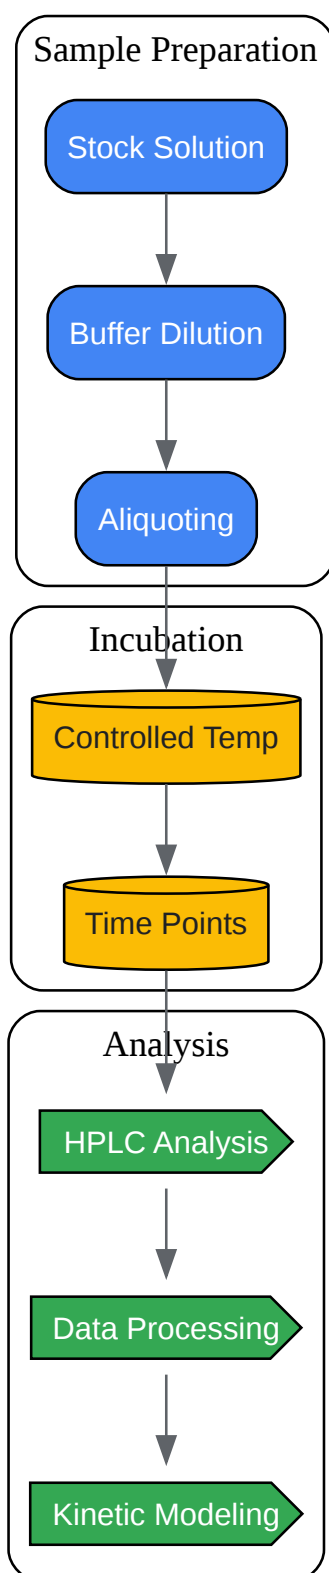 Sample Preparation
Stock Solution
Buffer Dilution
Aliquoting
Incubation
Controlled Temp
Time Points
Analysis
HPLC Analysis
Data Processing
Kinetic Modeling